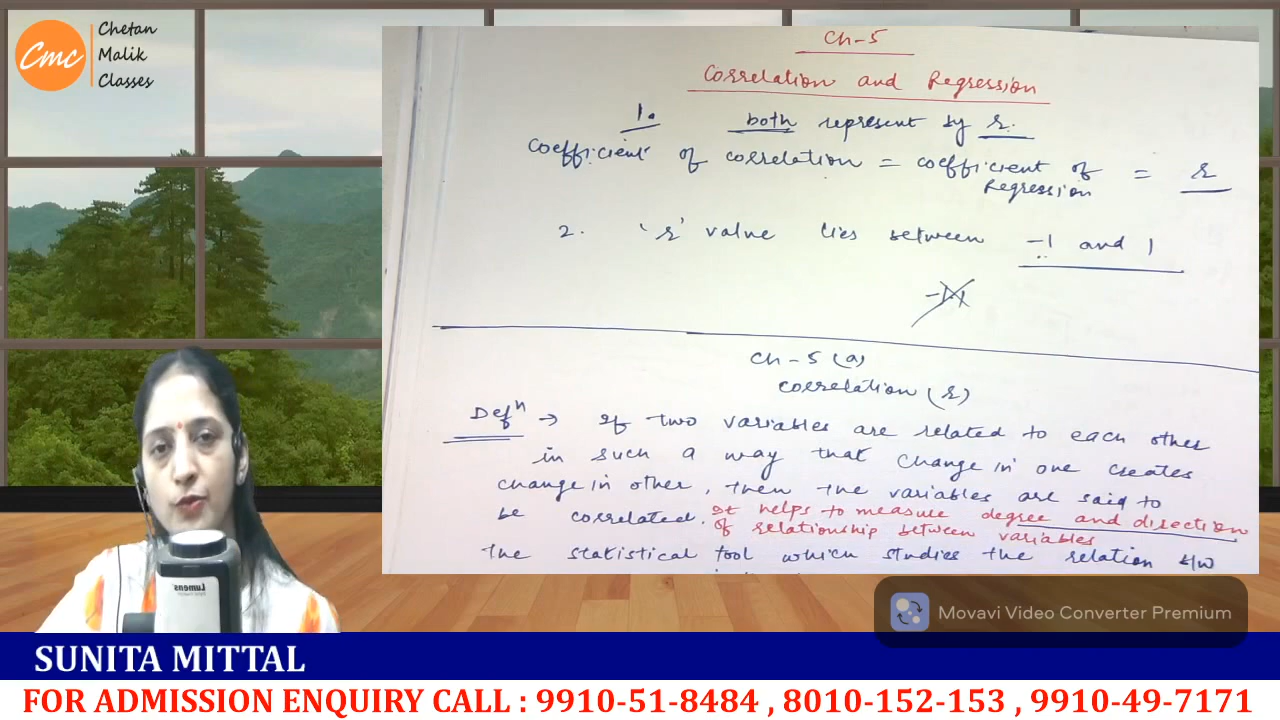 cmc
Chetan
Malik
Classes
Ch-5
Correlation and Regression
1. both represent by r.
Coefficient of correlation = coefficient of Regression = r
2. 'r' value lies between -1 and 1
Ch-5 (a)
correlation (r)
Defn → If two variables are related to each other
in such a way that change in one creates
change in other, then the variables are said to
be correlated. It helps to measure degree and direction
of relationship between variables
The statistical tool which studies the relation b/w
Lumens
Movavi Video Converter Premium
SUNITA MITTAL
FOR ADMISSION ENQUIRY CALL : 9910-51-8484 , 8010-152-153 , 9910-49-7171